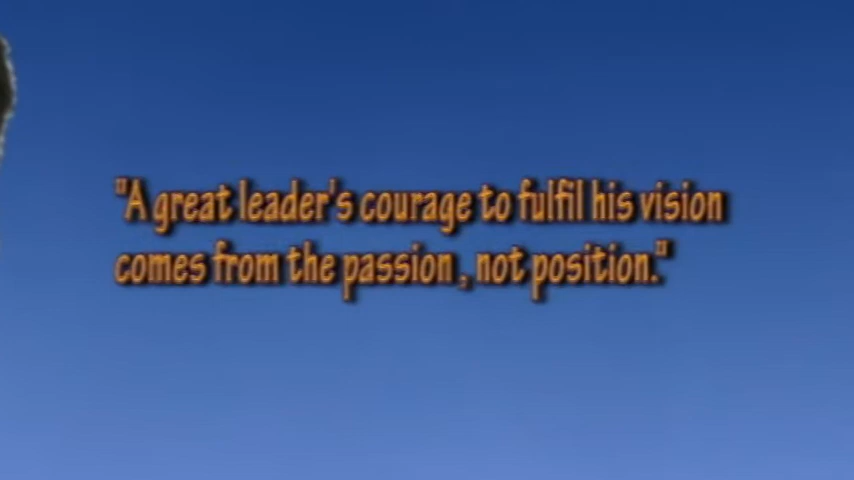 "A great leader's courage to fulfil his vision
comes from the passion , not position."